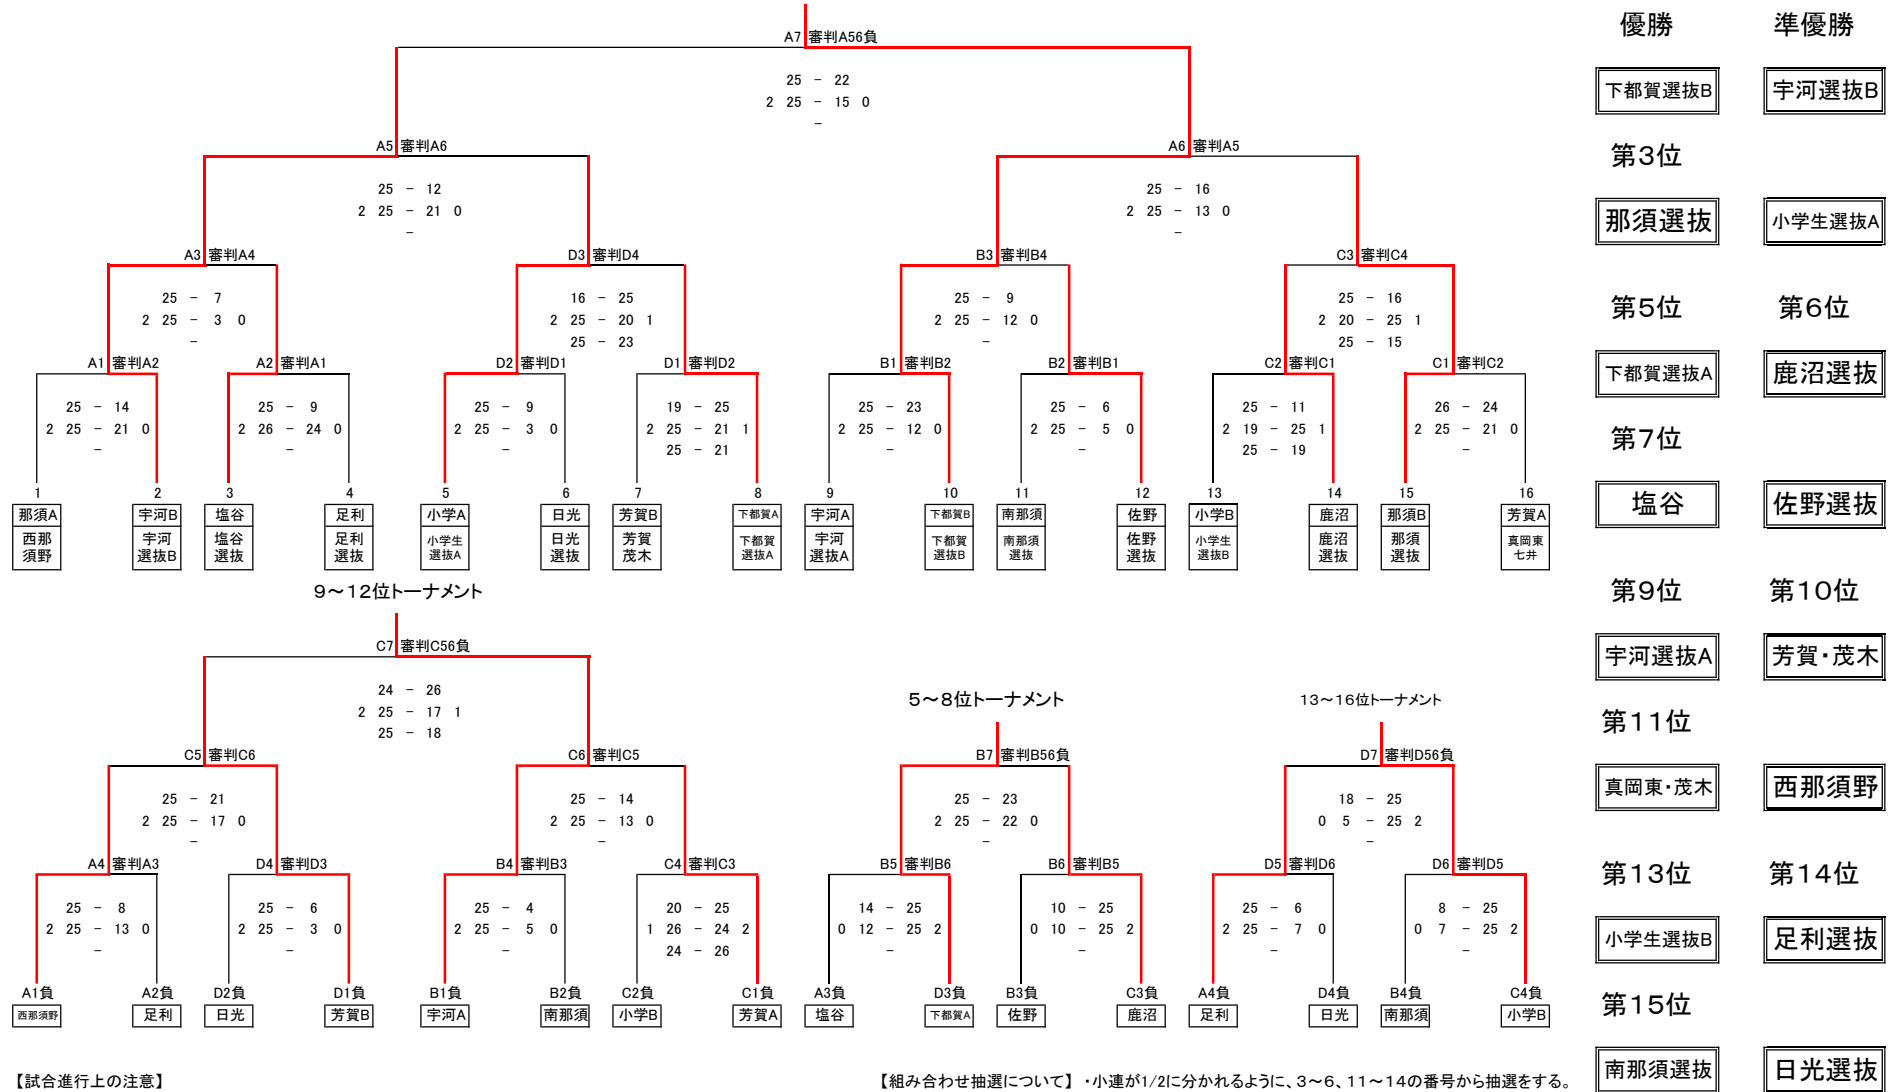 A7 審判A56負
25 - 22
2 25 - 15 0
-
A5 審判A6
A6 審判A5
25 - 12
2 25 - 21 0
-
25 - 16
2 25 - 13 0
-
A3 審判A4
D3 審判D4
B3 審判B4
C3 審判C4
25 - 7
2 25 - 3 0
-
16 - 25
2 25 - 20 1
25 - 23
25 - 9
2 25 - 12 0
-
25 - 16
2 20 - 25 1
25 - 15
A1 審判A2
A2 審判A1
D2 審判D1
D1 審判D2
B1 審判B2
B2 審判B1
C2 審判C1
C1 審判C2
25 - 14
2 25 - 21 0
-
25 - 9
2 26 - 24 0
-
25 - 9
2 25 - 3 0
-
19 - 25
2 25 - 21 1
25 - 21
25 - 23
2 25 - 12 0
-
25 - 6
2 25 - 5 0
-
25 - 11
2 19 - 25 1
25 - 19
26 - 24
2 25 - 21 0
-
1
那須A
西那
須野
2
宇河B
宇河
選抜B
3
塩谷
塩谷
選抜
4
足利
足利
選抜
5
小学A
小学生
選抜A
6
日光
日光
選抜
7
芳賀B
芳賀
茂木
8
下都賀A
下都賀
選抜A
9
宇河A
宇河
選抜A
10
下都賀B
下都賀
選抜B
11
南那須
南那須
選抜
12
佐野
佐野
選抜
13
小学B
小学生
選抜B
14
鹿沼
鹿沼
選抜
15
那須B
那須
選抜
16
芳賀A
真岡東
七井
9～12位トーナメント
C7 審判C56負
24 - 26
2 25 - 17 1
25 - 18
C5 審判C6
C6 審判C5
25 - 21
2 25 - 17 0
-
25 - 14
2 25 - 13 0
-
A4 審判A3
D4 審判D3
B4 審判B3
C4 審判C3
25 - 8
2 25 - 13 0
-
25 - 6
2 25 - 3 0
-
25 - 4
2 25 - 5 0
-
20 - 25
1 26 - 24 2
24 - 26
A1負
西那須野
A2負
足利
D2負
日光
D1負
芳賀B
B1負
宇河A
B2負
南那須
C2負
小学B
C1負
芳賀A
5～8位トーナメント
B7 審判B56負
25 - 23
2 25 - 22 0
-
B5 審判B6
B6 審判B5
14 - 25
0 12 - 25 2
-
10 - 25
0 10 - 25 2
-
A3負
塩谷
D3負
下都賀A
B3負
佐野
C3負
鹿沼
13～16位トーナメント
D7 審判D56負
18 - 25
0 5 - 25 2
-
D5 審判D6
D6 審判D5
25 - 6
2 25 - 7 0
-
8 - 25
0 7 - 25 2
-
A4負
足利
D4負
日光
B4負
南那須
C4負
小学B
優勝 準優勝
下都賀選抜B 宇河選抜B
第3位
那須選抜 小学生選抜A
第5位 第6位
下都賀選抜A 鹿沼選抜
第7位
塩谷 佐野選抜
第9位 第10位
宇河選抜A 芳賀・茂木
第11位
真岡東・茂木 西那須野
第13位 第14位
小学生選抜B 足利選抜
第15位
南那須選抜 日光選抜
【試合進行上の注意】
【組み合わせ抽選について】 ・小連が1/2に分かれるように、3～6、11～14の番号から抽選をする。